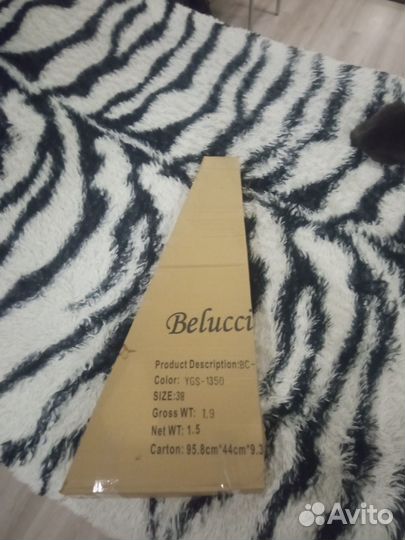 Belucci
Product Description:BC-
Color: YGS-1350
SIZE:38
Gross WT: 1.9
Net WT: 1.5
Carton: 95.8cm*44cm*9.3
Avito